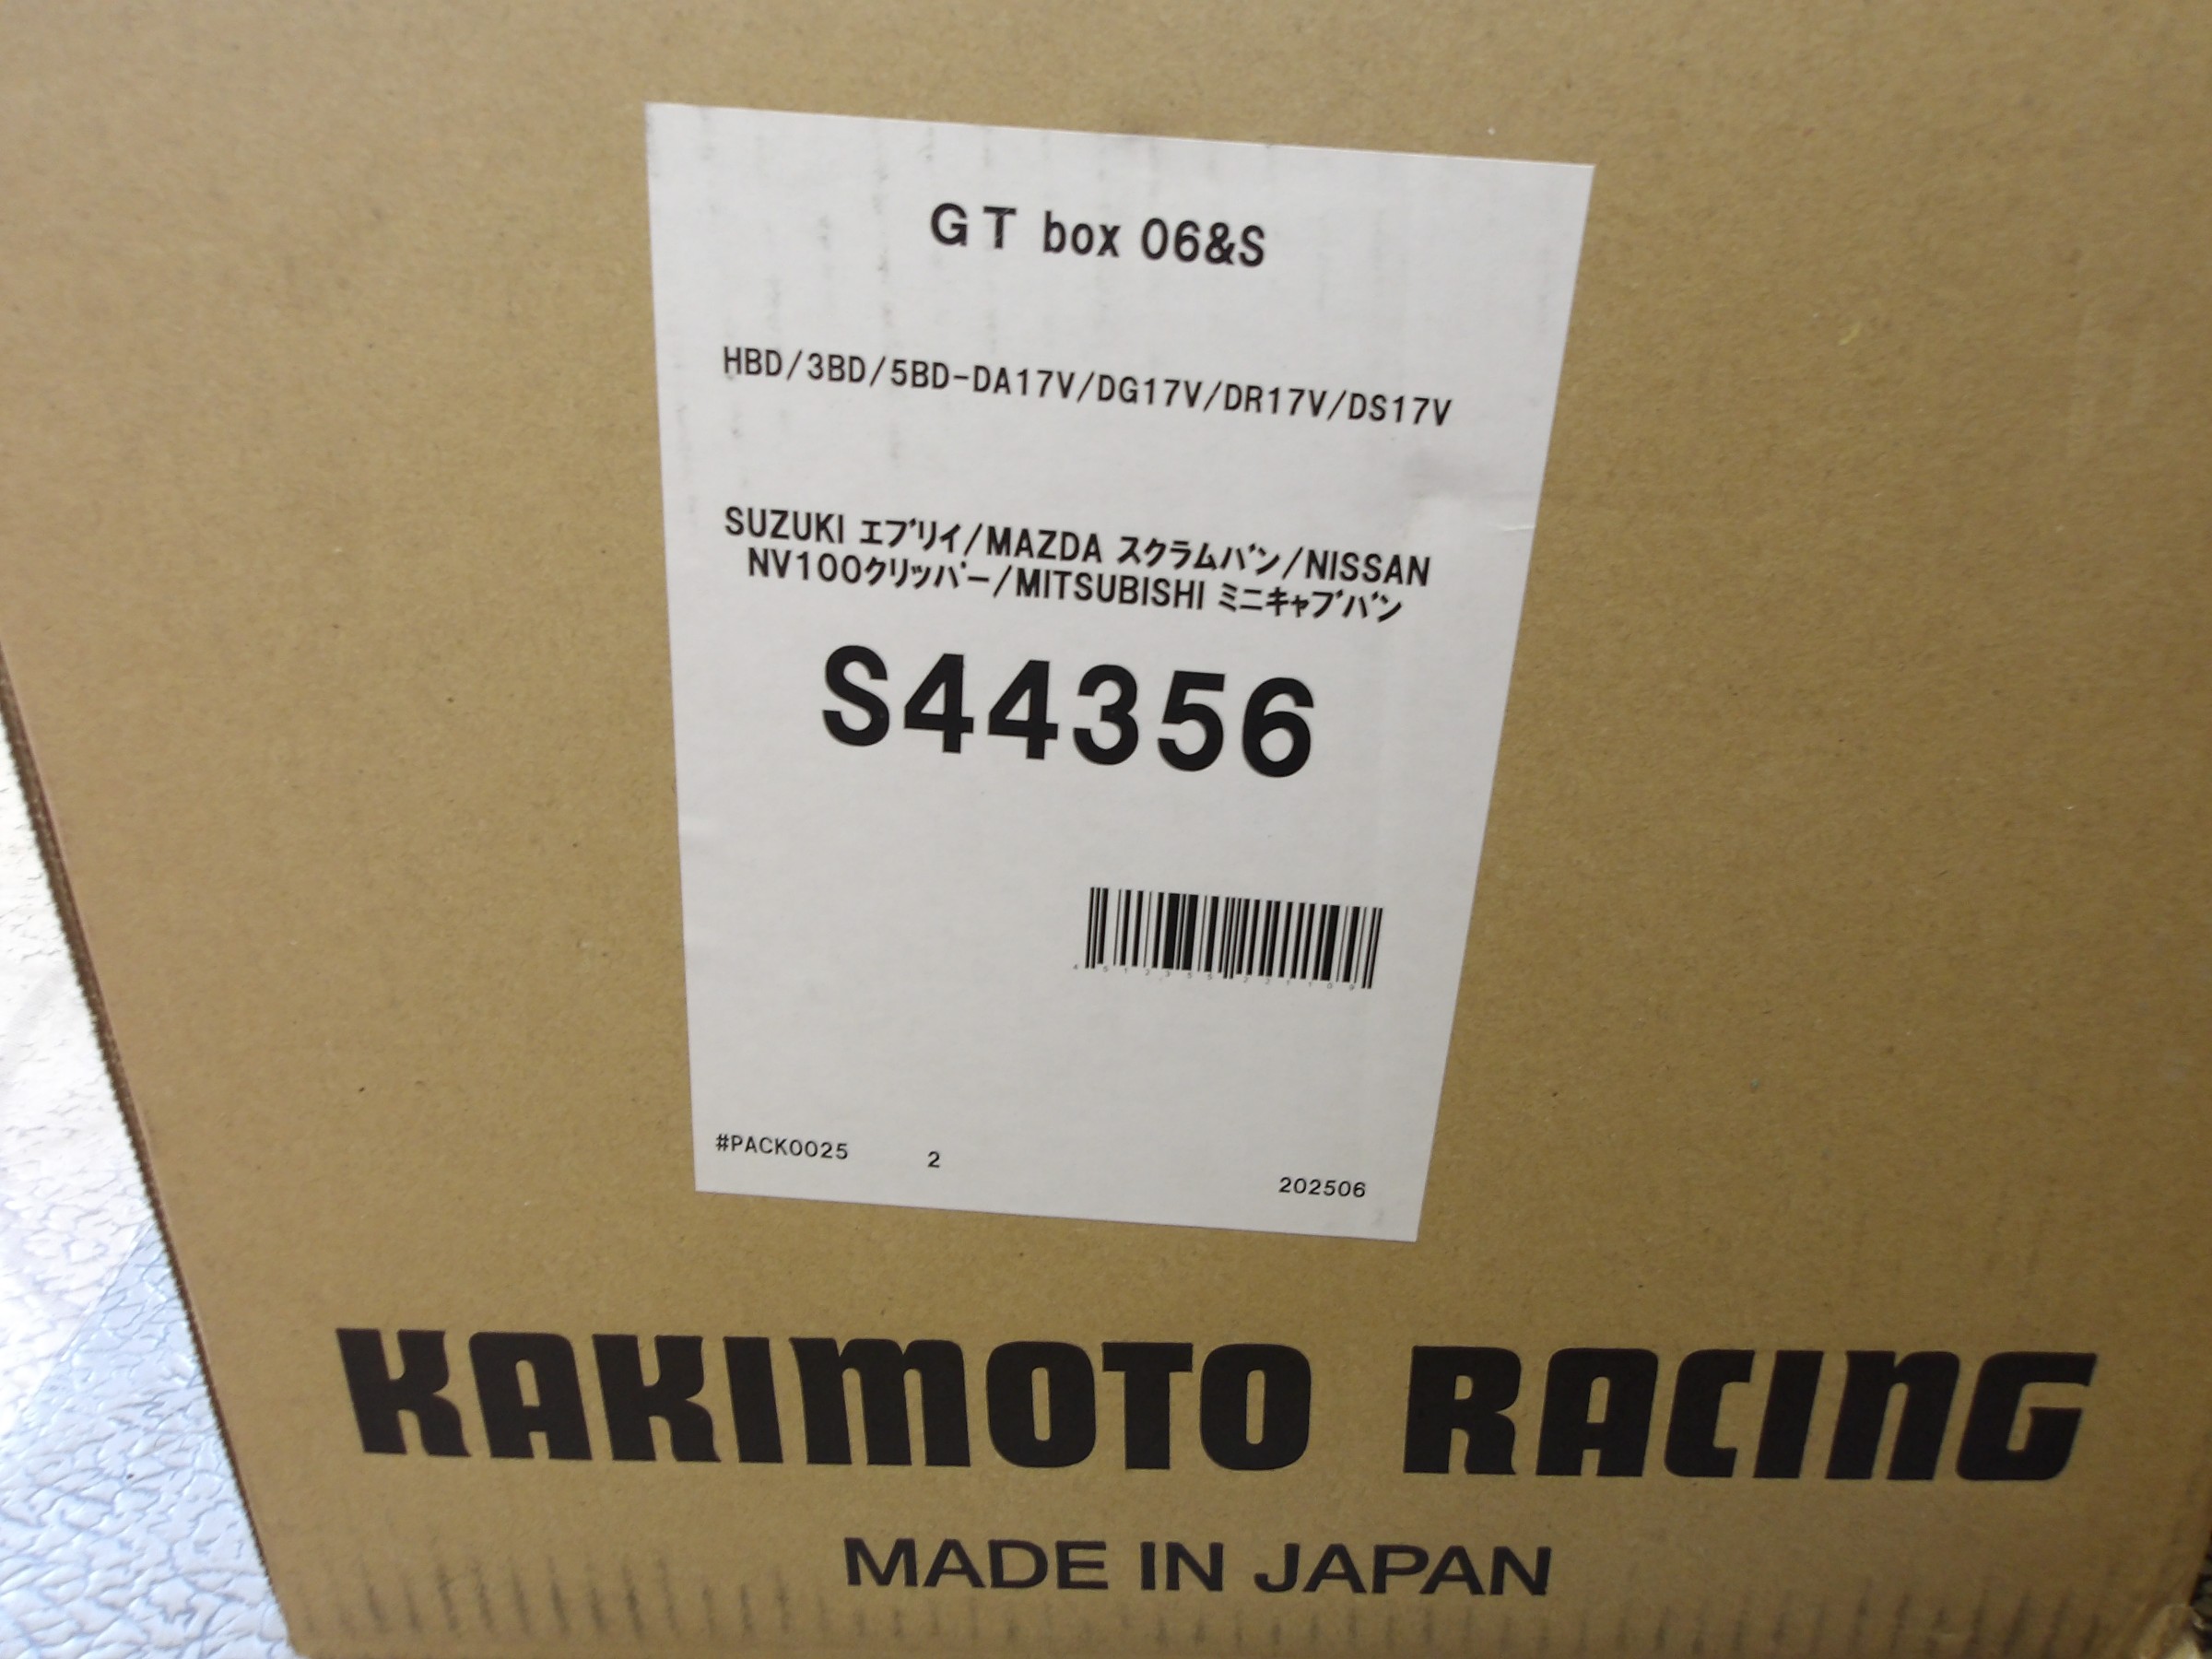 GT box 06&S
HBD/3BD/5BD-DA17V/DG17V/DR17V/DS17V
SUZUKI ｴﾌﾞﾘｲ/MAZDA ｽｸﾗﾑﾊﾞﾝ/NISSAN
NV100ｸﾘｯﾊﾟｰ/MITSUBISHI ﾐﾆｷｬﾌﾞﾊﾞﾝ
S44356
#PACK0025 2 202506
KAKIMOTO RACING
MADE IN JAPAN